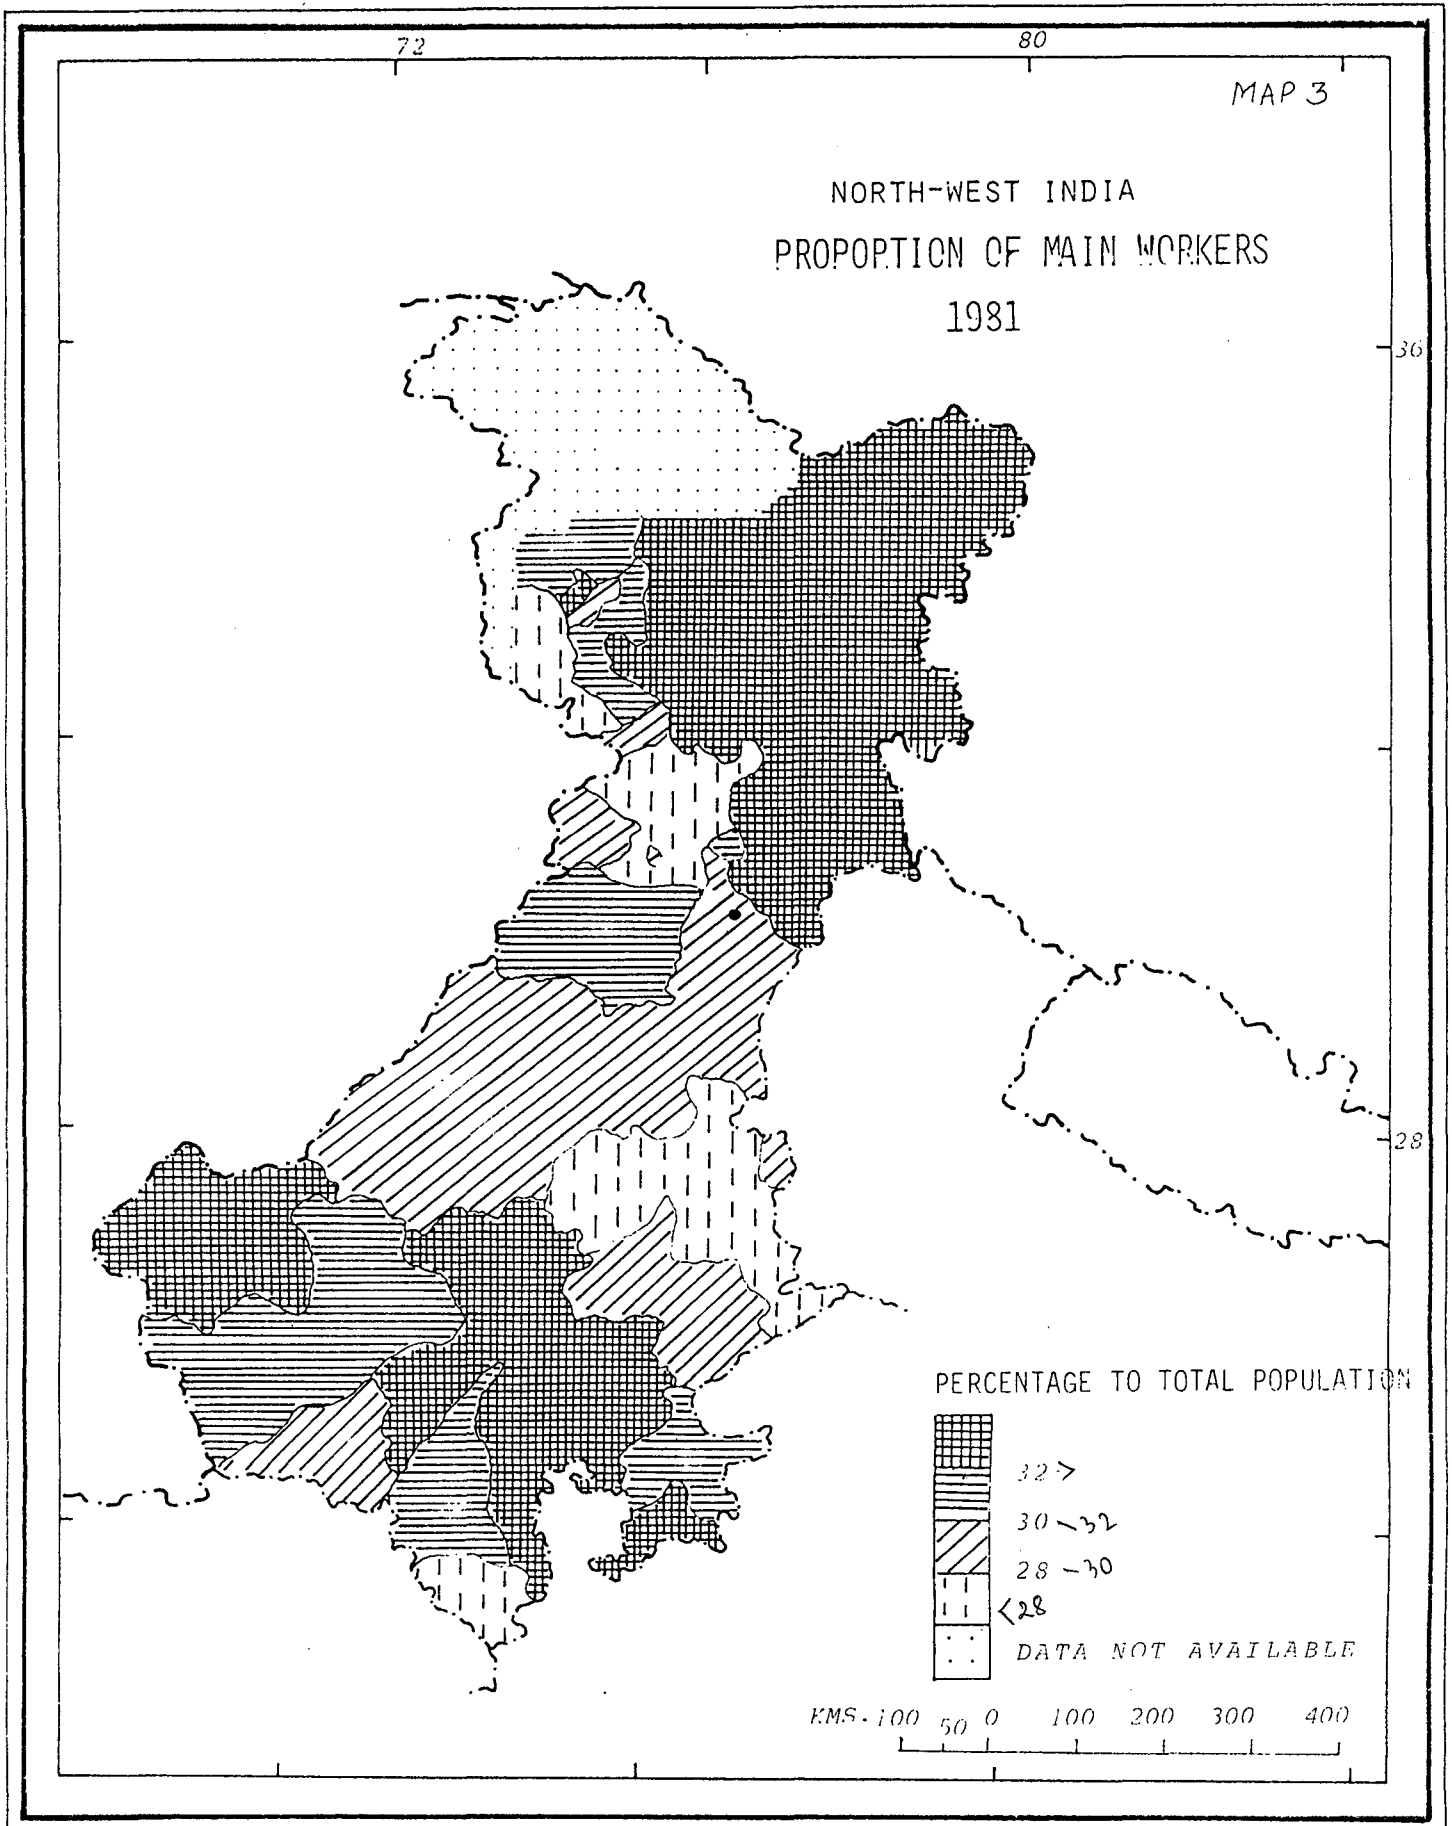 72
80
MAP 3
NORTH-WEST INDIA
PROPORTION OF MAIN WORKERS
1981
36
28
PERCENTAGE TO TOTAL POPULATION
32>
30-32
28-30
<28
DATA NOT AVAILABLE
KMS. 100 50 0 100 200 300 400